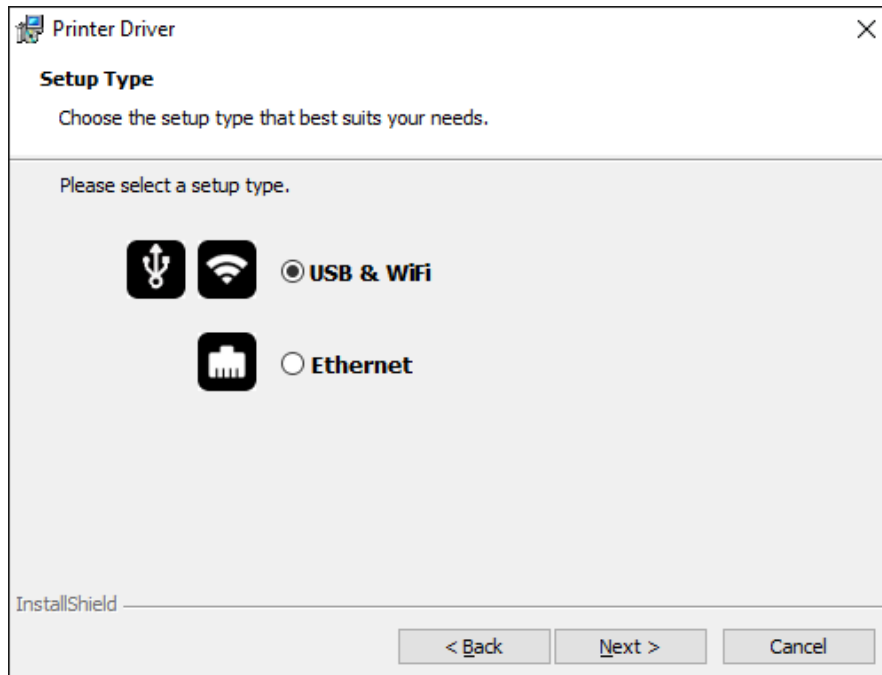 Printer Driver
Setup Type
Choose the setup type that best suits your needs.
Please select a setup type.
USB & WiFi
Ethernet
InstallShield
< Back Next > Cancel